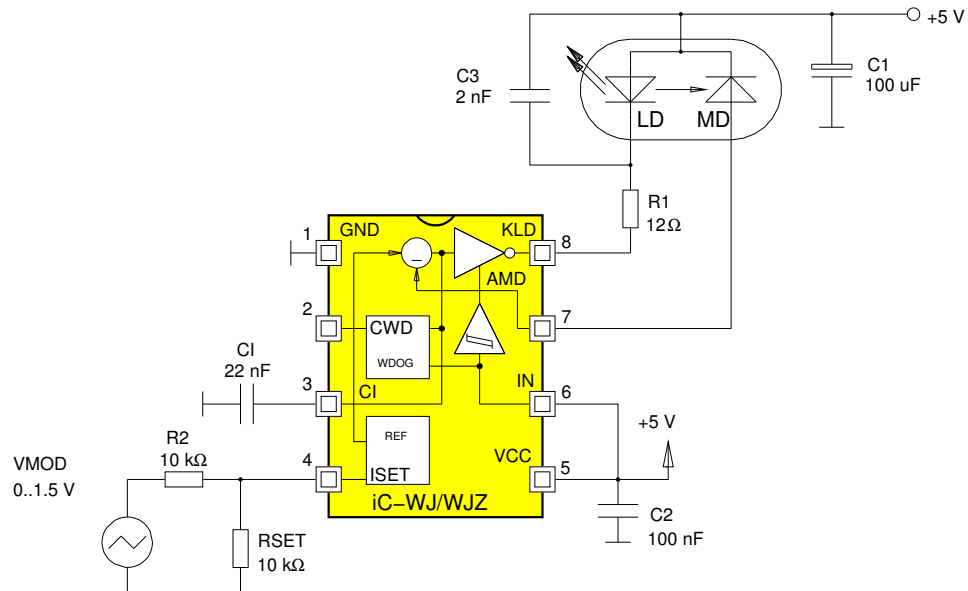 +5 V
C3
2 nF
C1
100 uF
LD
MD
R1
12Ω
1
GND
KLD
8
–
AMD
2
CWD
7
WDOG
CI
22 nF
3
CI
IN
6
REF
+5 V
R2
10 kΩ
VMOD
0..1.5 V
4
ISET
VCC
5
iC–WJ/WJZ
C2
100 nF
RSET
10 kΩ